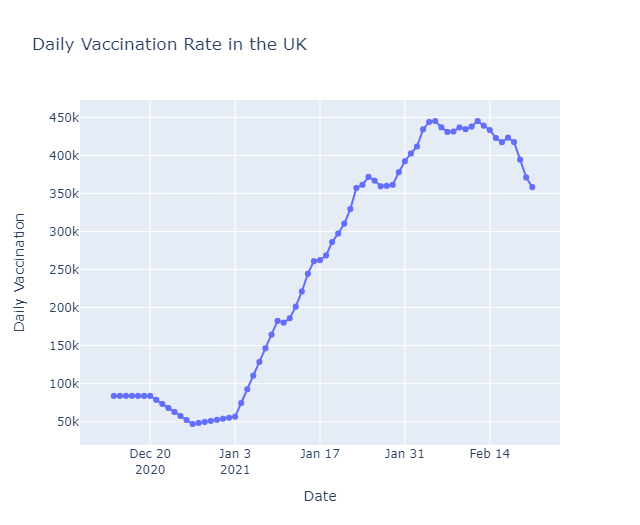 Daily Vaccination Rate in the UK
450k
400k
350k
300k
250k
200k
150k
100k
50k
Daily Vaccination
Dec 20
2020
Jan 3
2021
Jan 17
Jan 31
Feb 14
Date